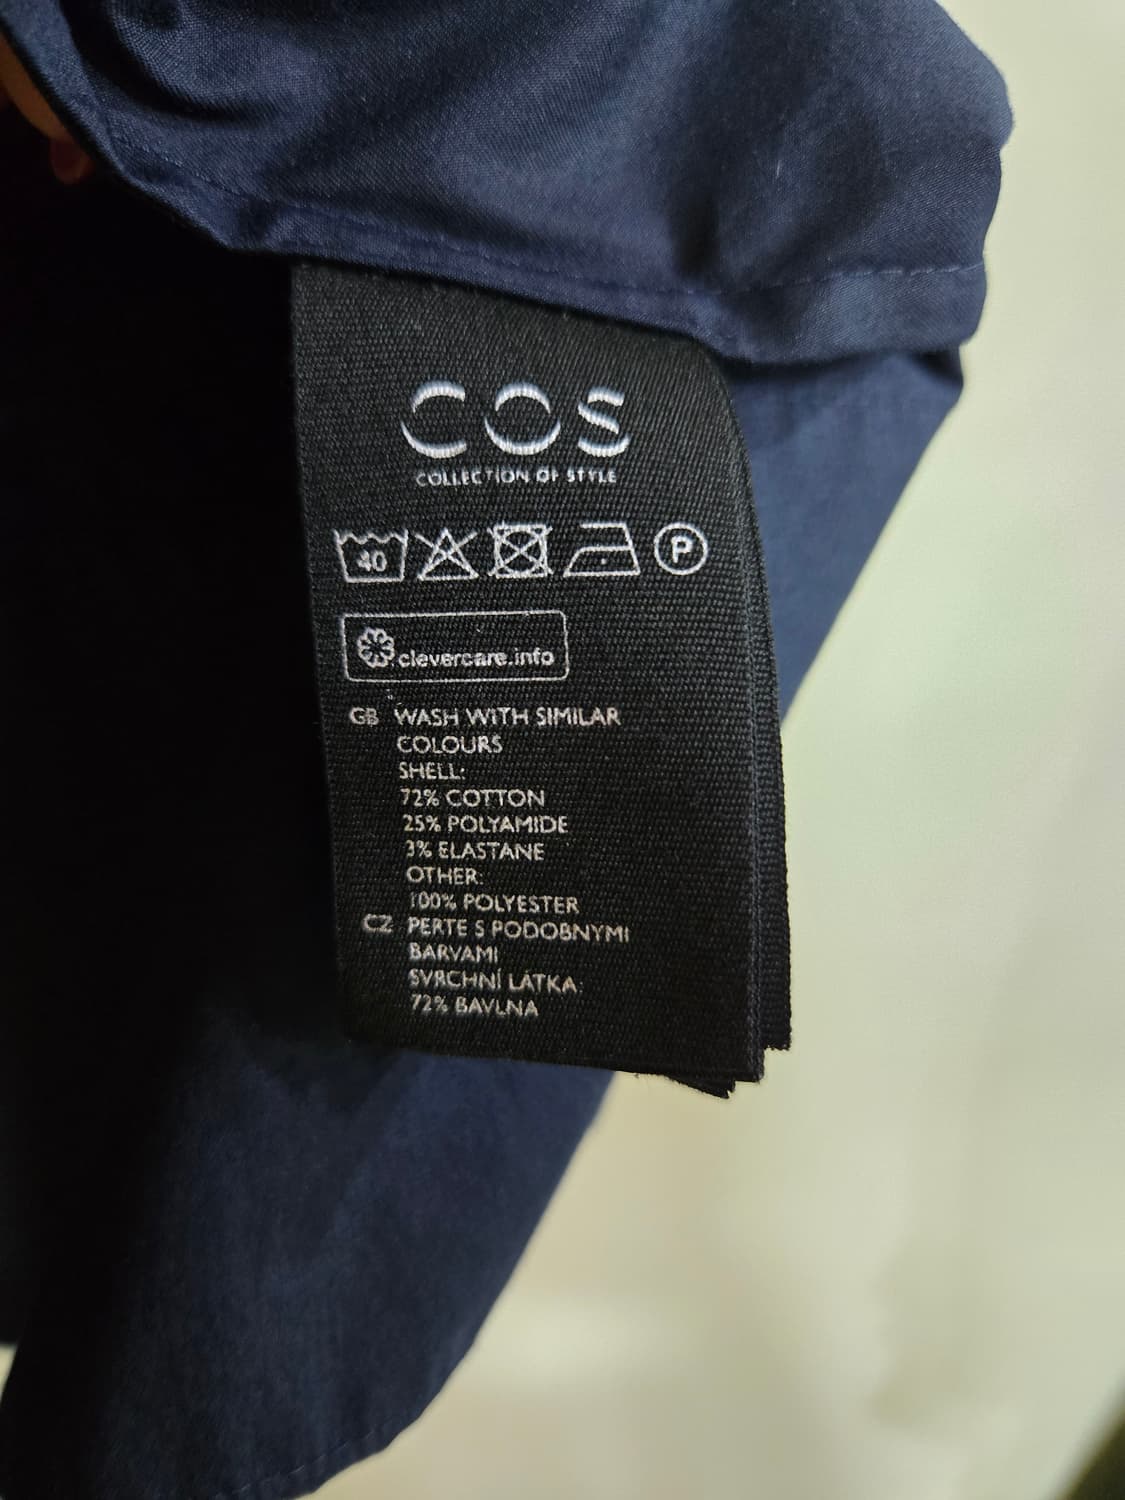 COS
COLLECTION OF STYLE
40 P
clevercare.info
GB WASH WITH SIMILAR
COLOURS
SHELL:
72% COTTON
25% POLYAMIDE
3% ELASTANE
OTHER:
100% POLYESTER
CZ PERTE S PODOBNYMI
BARVAMI
SVRCHNÍ LÁTKA
72% BAVLNA